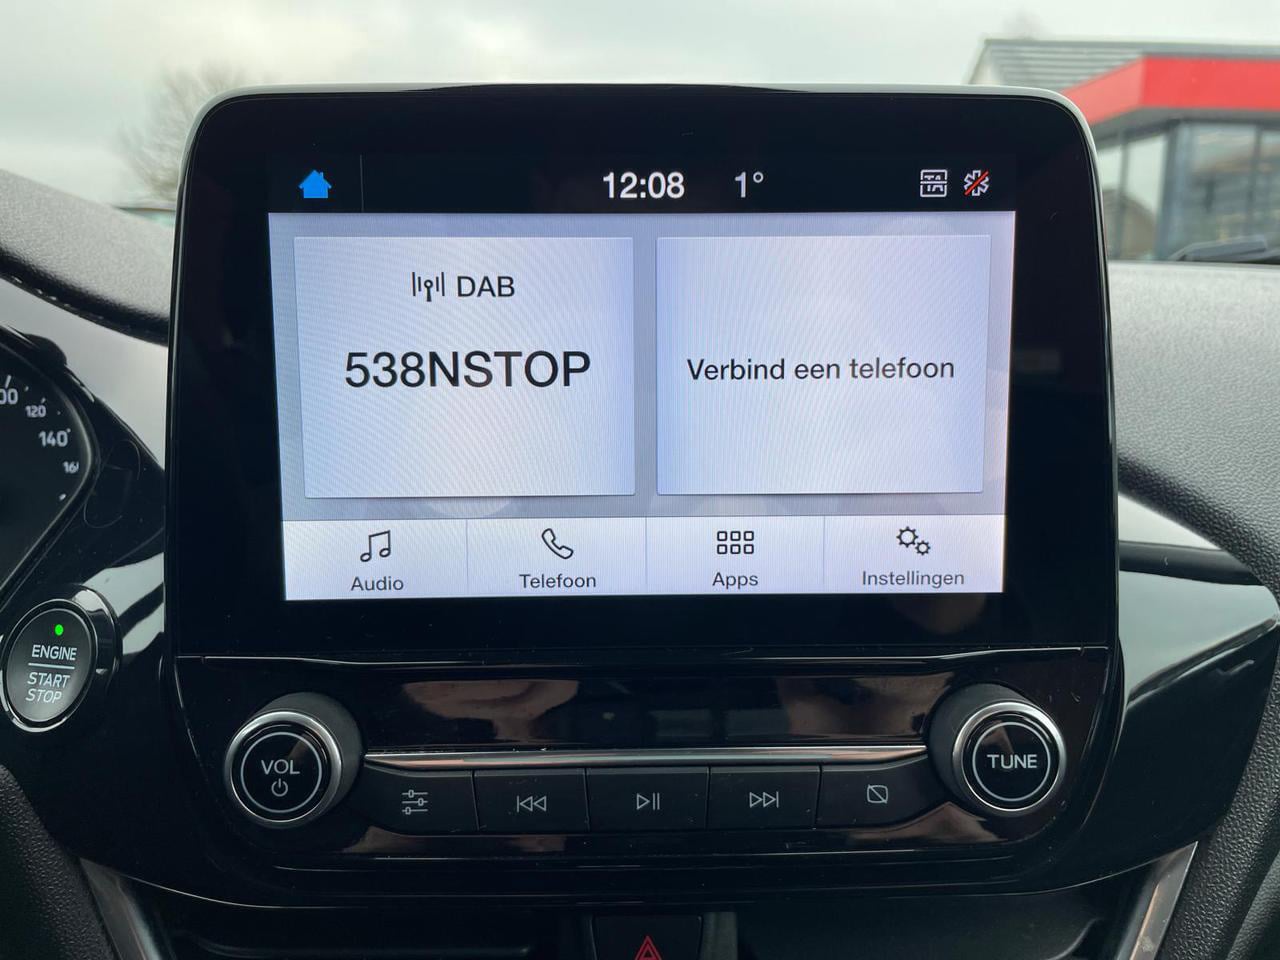 12:08 1°
TA
DAB
538NSTOP
Verbind een telefoon
Audio
Telefoon
Apps
Instellingen
120
140
ENGINE
START
STOP
VOL
TUNE